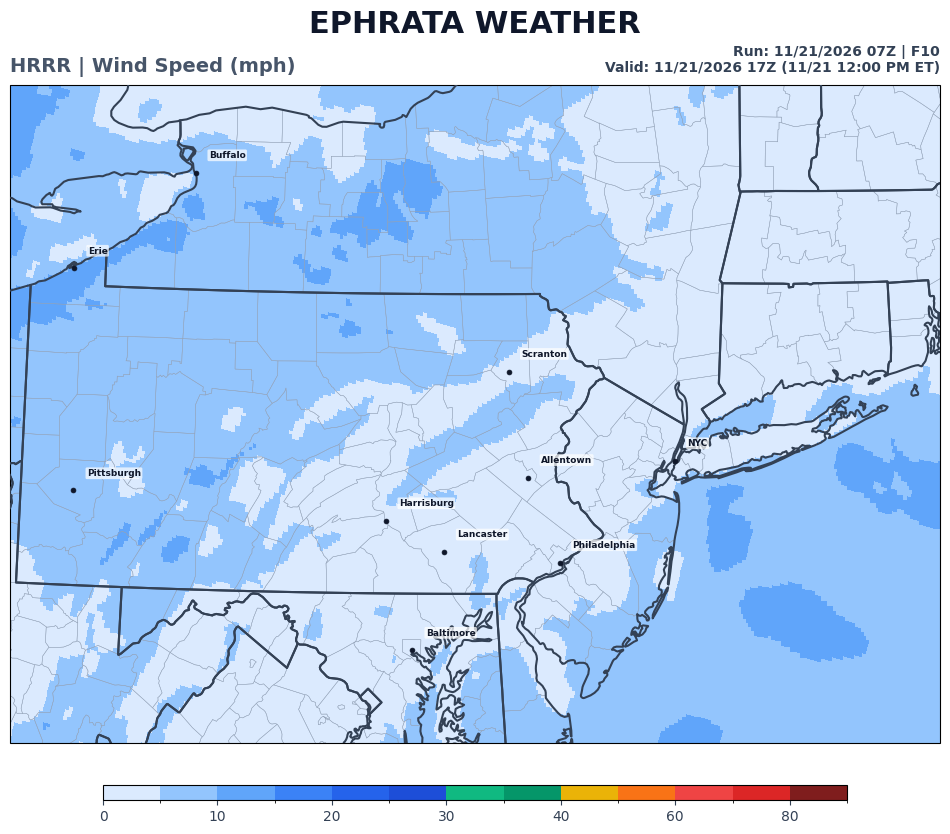 EPHRATA WEATHER
HRRR | Wind Speed (mph)
Run: 11/21/2026 07Z | F10
Valid: 11/21/2026 17Z (11/21 12:00 PM ET)
Buffalo
Erie
Scranton
NYC
Allentown
Pittsburgh
Harrisburg
Lancaster
Philadelphia
Baltimore
0 10 20 30 40 60 80